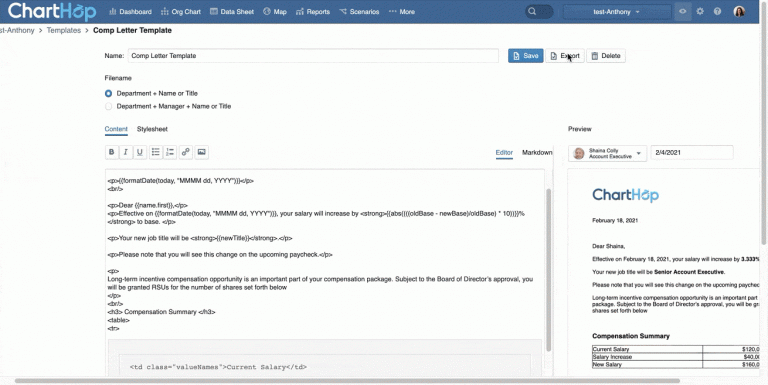 ChartHop Dashboard Org Chart Data Sheet Map Reports Scenarios More test-Anthony
st-Anthony > Templates > Comp Letter Template
Name: Comp Letter Template Save Export Delete
Filename
Department + Name or Title
Department + Manager + Name or Title
Content Stylesheet
B I U Editor Markdown
<p>{{formatDate(today, "MMMM dd, YYYY")}}</p>
<br/>
<p>Dear {{name.first}},</p>
<p>Effective on {{formatDate(today, "MMMM dd, YYYY")}}, your salary will increase by <strong>{{abs((((oldBase - newBase)/oldBase) * 10))}}%
</strong> to base. </p>
<p>Your new job title will be <strong>{{newTitle}}</strong>.</p>
<p>Please note that you will see this change on the upcoming paycheck.</p>
<p>
Long-term incentive compensation opportunity is an important part of your compensation package. Subject to the Board of Director's approval, you
will be granted RSUs for the number of shares set forth below
</p>
<br/>
<h3> Compensation Summary </h3>
<table>
<tr>
<td class="valueNames">Current Salary</td>
Preview
Shaina Colly
Account Executive
2/4/2021
ChartHop
February 18, 2021
Dear Shaina,
Effective on February 18, 2021, your salary will increase by 3.333%
Your new job title will be Senior Account Executive.
Please note that you will see this change on the upcoming paychec
Long-term incentive compensation opportunity is an important part
package. Subject to the Board of Director's approval, you will be gr
shares set forth below
Compensation Summary
Current Salary $120,0
Salary Increase $40,00
New Salary $160,0